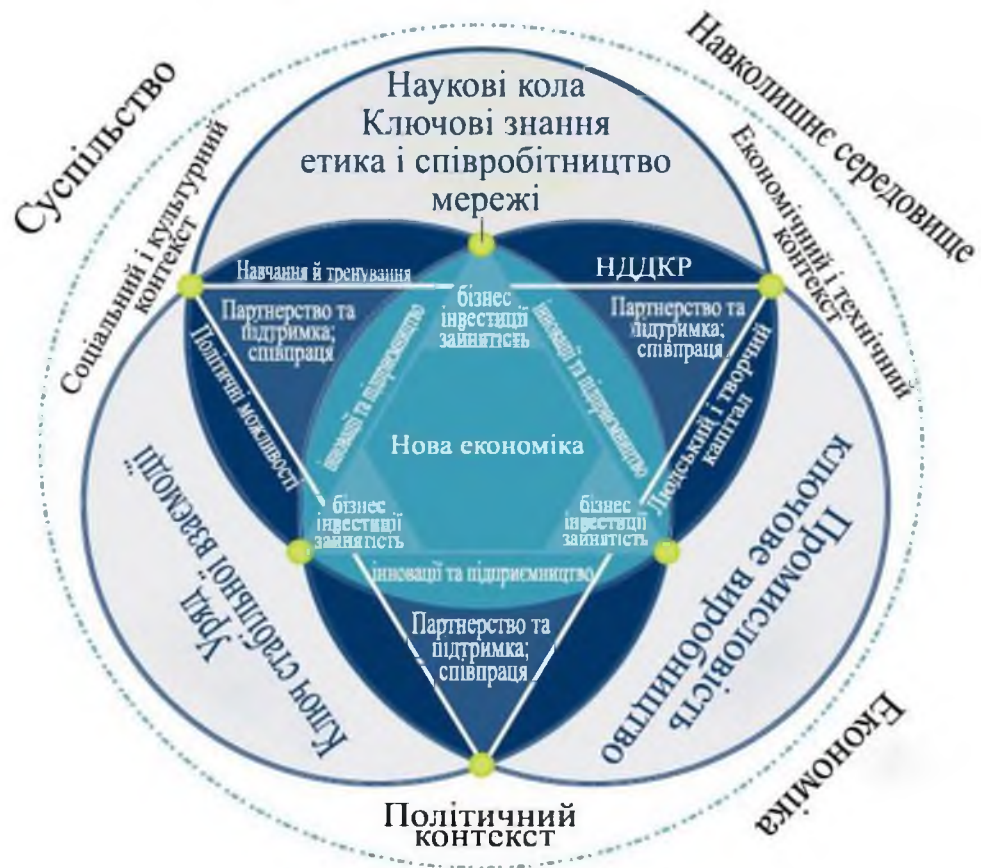 Суспільство
Навколишнє середовище
Соціальний і культурний
контекст
Економічний і технічний
контекст
Наукові кола
Ключові знання
етика і співробітництво
мережі
Навчання й тренування
НДДКР
Партнерство та
підтримка;
співпраця
бізнес
інвестиції
зайнятість
Партнерство та
підтримка;
співпраця
Політичні можливості
інновації та підприємництво
інновації та підприємництво
Людський і творчий
капітал
Нова економіка
бізнес
інвестиції
зайнятість
бізнес
інвестиції
зайнятість
інновації та підприємництво
Партнерство та
підтримка;
співпраця
Уряд
Ключ стабільної взаємодії
Промисловість
ключове виробництво
Політичний
контекст
Економіка